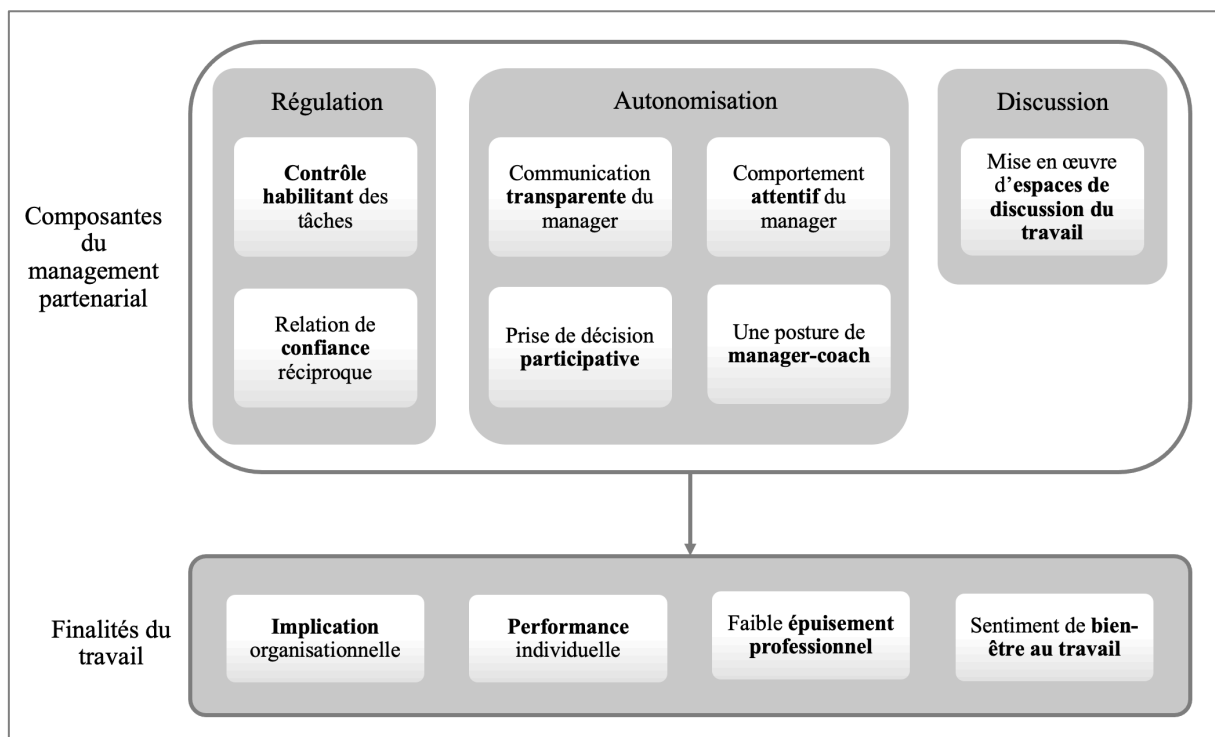 Composantes
du
management
partenarial
Régulation
Contrôle
habilitant des
tâches
Relation de
confiance
réciproque
Autonomisation
Communication
transparente du
manager
Comportement
attentif du
manager
Prise de décision
participative
Une posture de
manager-coach
Discussion
Mise en œuvre
d’espaces de
discussion du
travail
Finalités du
travail
Implication
organisationnelle
Performance
individuelle
Faible épuisement
professionnel
Sentiment de bien-
être au travail